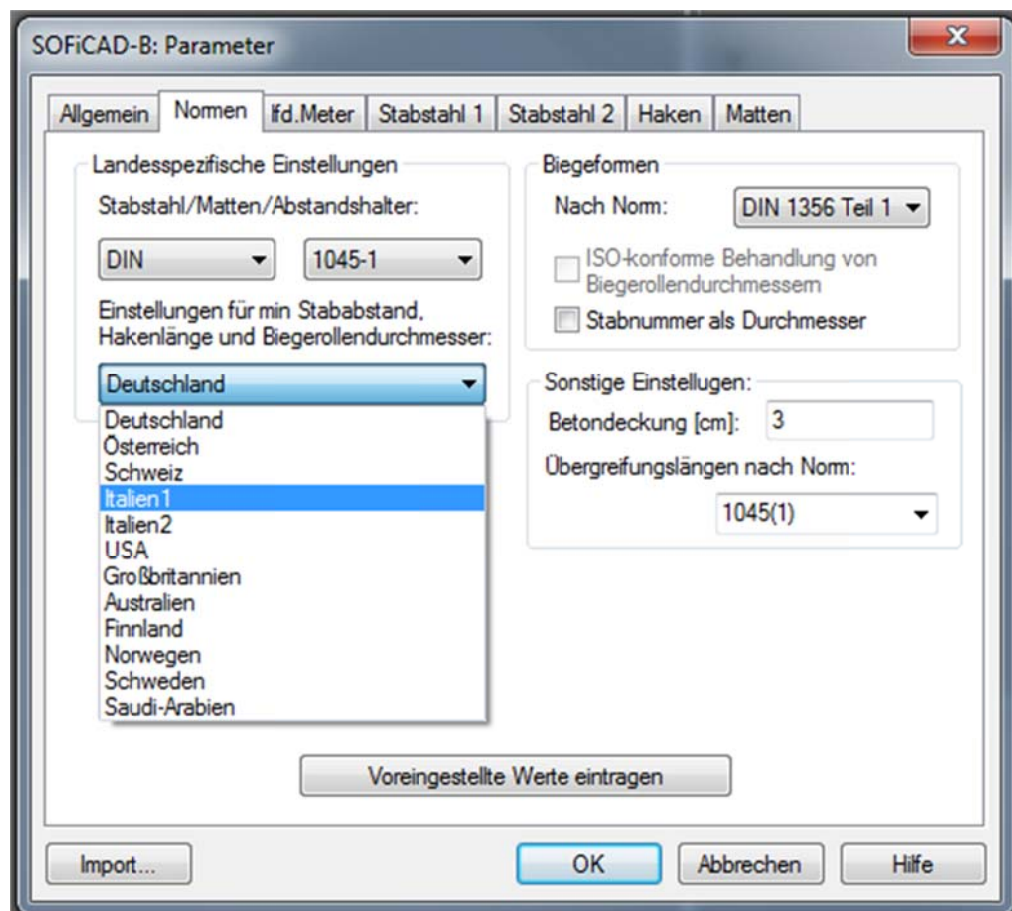 SOFiCAD-B: Parameter
Allgemein Normen lfd.Meter Stabstahl 1 Stabstahl 2 Haken Matten
Landesspezifische Einstellungen
Stabstahl/Matten/Abstandshalter:
DIN 1045-1
Einstellungen für min Stababstand,
Hakenlänge und Biegerollendurchmesser:
Deutschland
Deutschland
Österreich
Schweiz
Italien1
Italien2
USA
Großbritannien
Australien
Finnland
Norwegen
Schweden
Saudi-Arabien
Biegeformen
Nach Norm: DIN 1356 Teil 1
ISO-konforme Behandlung von
Biegerollendurchmessern
Stabnummer als Durchmesser
Sonstige Einstellugen:
Betondeckung [cm]: 3
Übergreifungslängen nach Norm:
1045(1)
Voreingestellte Werte eintragen
Import... OK Abbrechen Hilfe